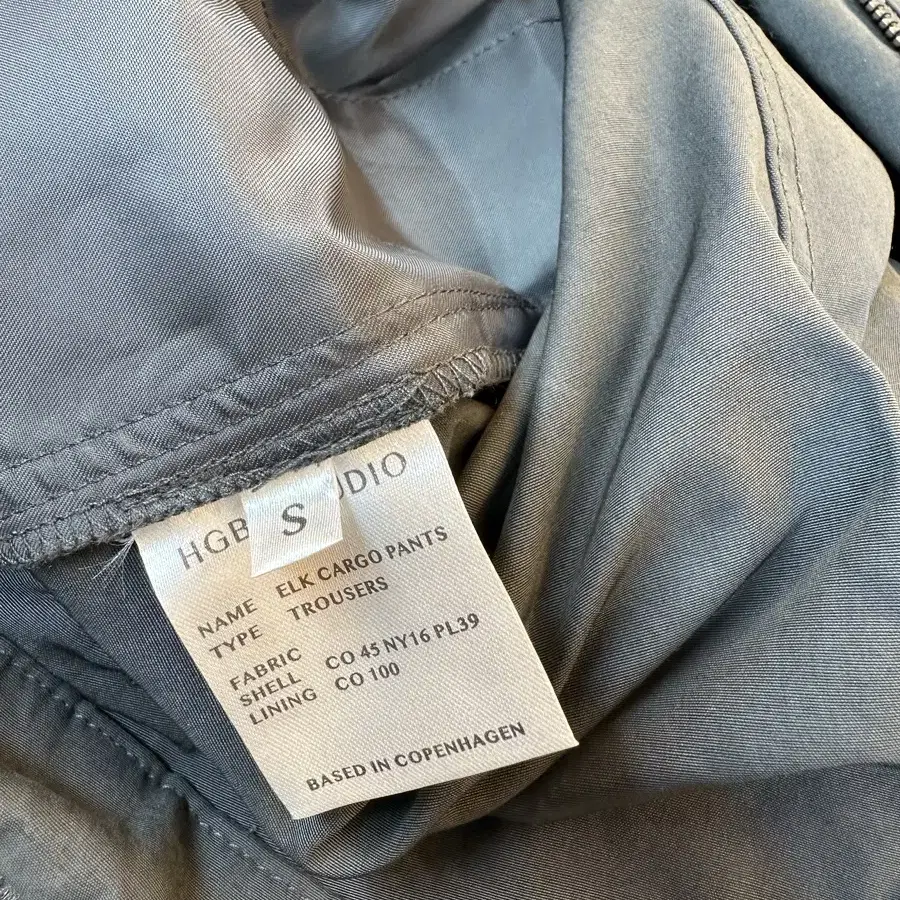 HGB UDIO
S
NAME ELK CARGO PANTS
TYPE TROUSERS
FABRIC
SHELL CO 45 NY16 PL39
LINING CO 100
BASED IN COPENHAGEN